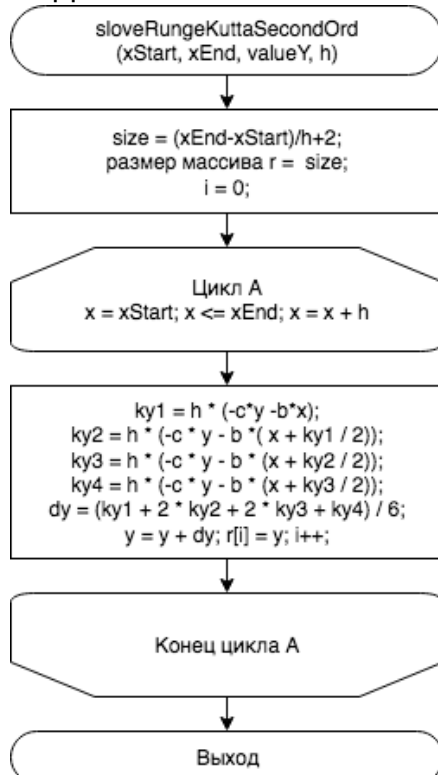 sloveRungeKuttaSecondOrd
(xStart, xEnd, valueY, h)
size = (xEnd-xStart)/h+2;
размер массива r =  size;
i = 0;
Цикл А
x = xStart; x <= xEnd; x = x + h
ky1 = h * (-c*y -b*x);
ky2 = h * (-c * y - b *( x + ky1 / 2));
ky3 = h * (-c * y - b * (x + ky2 / 2));
ky4 = h * (-c * y - b * (x + ky3 / 2));
dy = (ky1 + 2 * ky2 + 2 * ky3 + ky4) / 6;
y = y + dy; r[i] = y; i++;
Конец цикла А
Выход